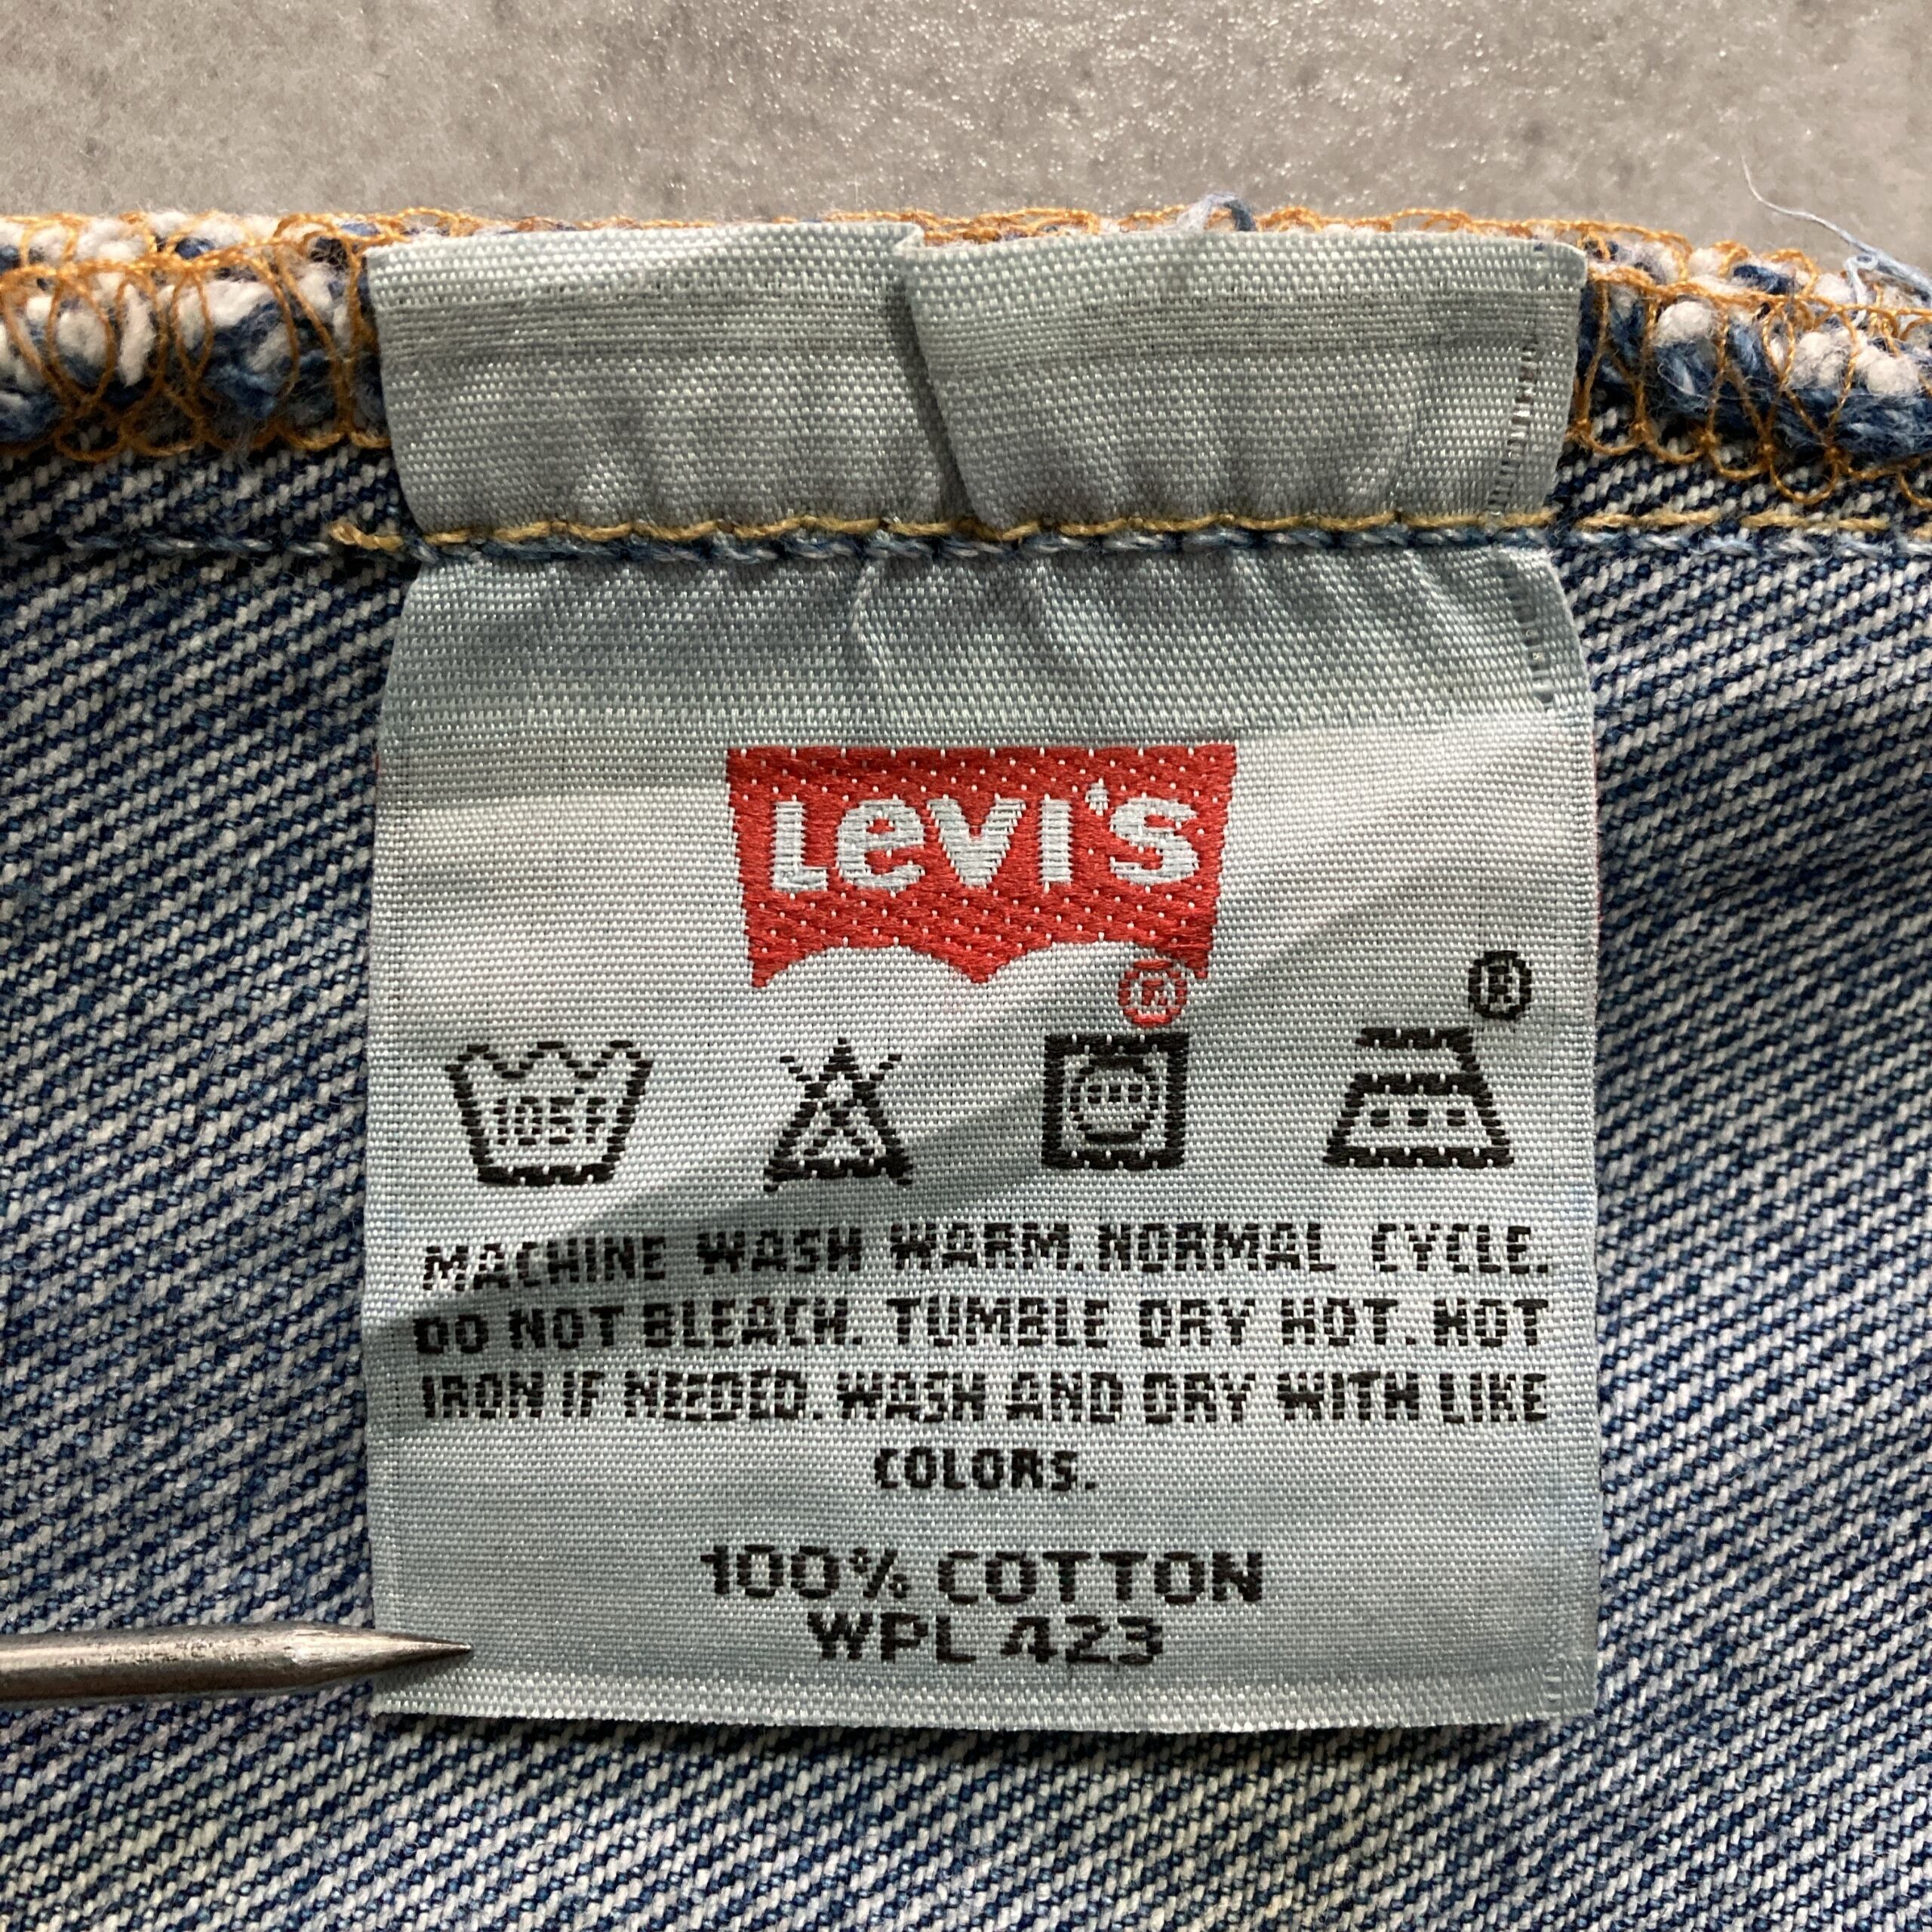 Levi's
®
®
105F
MACHINE WASH WARM. NORMAL CYCLE.
DO NOT BLEACH. TUMBLE DRY HOT. HOT
IRON IF NEEDED. WASH AND DRY WITH LIKE
COLORS.
100% COTTON
WPL 423